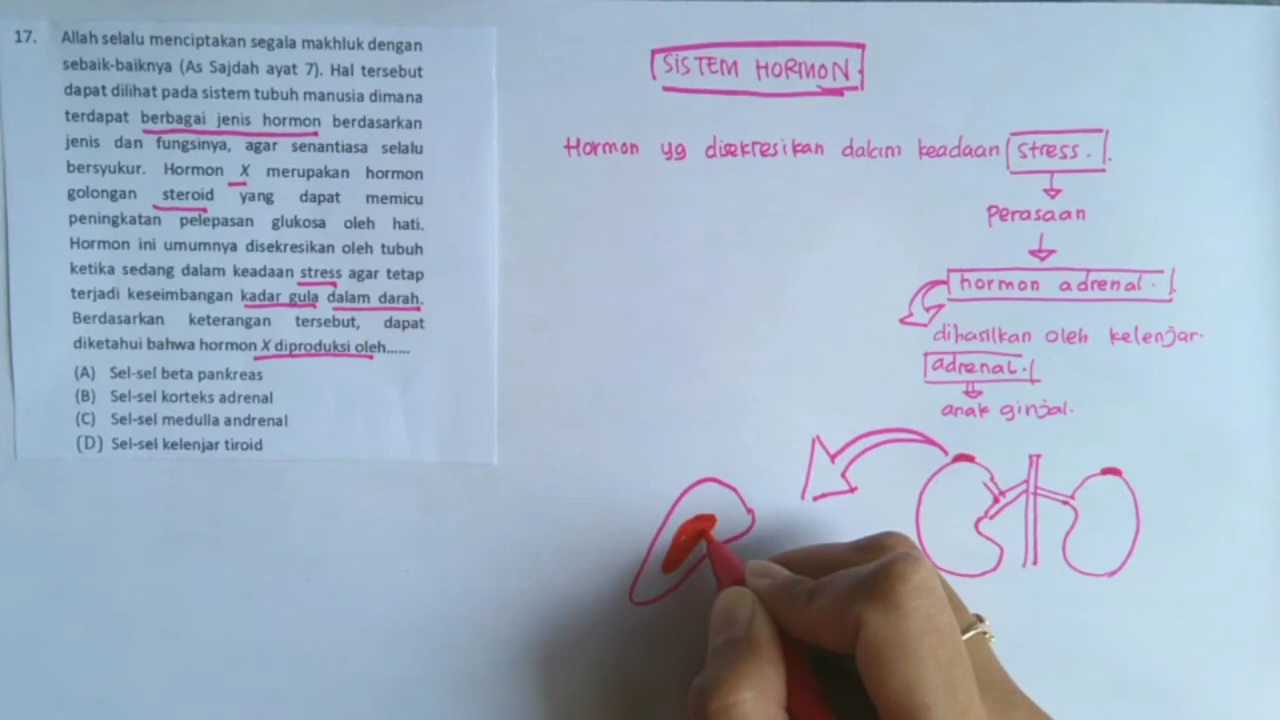 17. Allah selalu menciptakan segala makhluk dengan
sebaik-baiknya (As Sajdah ayat 7). Hal tersebut
dapat dilihat pada sistem tubuh manusia dimana
terdapat berbagai jenis hormon berdasarkan
jenis dan fungsinya, agar senantiasa selalu
bersyukur. Hormon X merupakan hormon
golongan steroid yang dapat memicu
peningkatan pelepasan glukosa oleh hati.
Hormon ini umumnya disekresikan oleh tubuh
ketika sedang dalam keadaan stress agar tetap
terjadi keseimbangan kadar gula dalam darah.
Berdasarkan keterangan tersebut, dapat
diketahui bahwa hormon X diproduksi oleh......
(A) Sel-sel beta pankreas
(B) Sel-sel korteks adrenal
(C) Sel-sel medulla andrenal
(D) Sel-sel kelenjar tiroid
SISTEM HORMON
Hormon yg disekresikan dalam keadaan stress.
Perasaan
hormon adrenal.
dihasilkan oleh kelenjar.
adrenal.
anak ginjal.